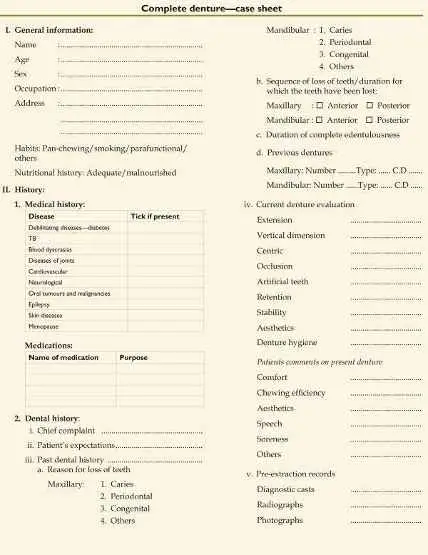 Complete denture—case sheet
I. General information:
Name :................................................
Age :................................................
Sex :................................................
Occupation :................................................
Address :................................................
................................................
................................................
Habits: Pan-chewing/smoking/parafunctional/
others
Nutritional history: Adequate/malnourished
II. History:
1. Medical history:
Disease Tick if present
Debilitating diseases—diabetes
TB
Blood dyscrasias
Diseases of joints
Cardiovascular
Neurological
Oral tumours and malignancies
Epilepsy
Skin diseases
Menopause
Medications:
Name of medication Purpose
2. Dental history:
i. Chief complaint ................................
ii. Patient's expectations................................
iii. Past dental history ................................
a. Reason for loss of teeth
Maxillary: 1. Caries
2. Periodontal
3. Congenital
4. Others
Mandibular : 1. Caries
2. Periodontal
3. Congenital
4. Others
b. Sequence of loss of teeth/duration for
which the teeth have been lost:
Maxillary : ☐ Anterior ☐ Posterior
Mandibular : ☐ Anterior ☐ Posterior
c. Duration of complete edentulousness
d. Previous dentures
Maxillary: Number ........Type: ...... C.D .......
Mandibular: Number .....Type: ...... C.D ......
iv. Current denture evaluation
Extension ........................
Vertical dimension ........................
Centric ........................
Occlusion ........................
Artificial teeth ........................
Retention ........................
Stability ........................
Aesthetics ........................
Denture hygiene ........................
Patients comments on present denture
Comfort ........................
Chewing efficiency ........................
Aesthetics ........................
Speech ........................
Soreness ........................
Others ........................
v. Pre-extraction records
Diagnostic casts ........................
Radiographs ........................
Photographs ........................